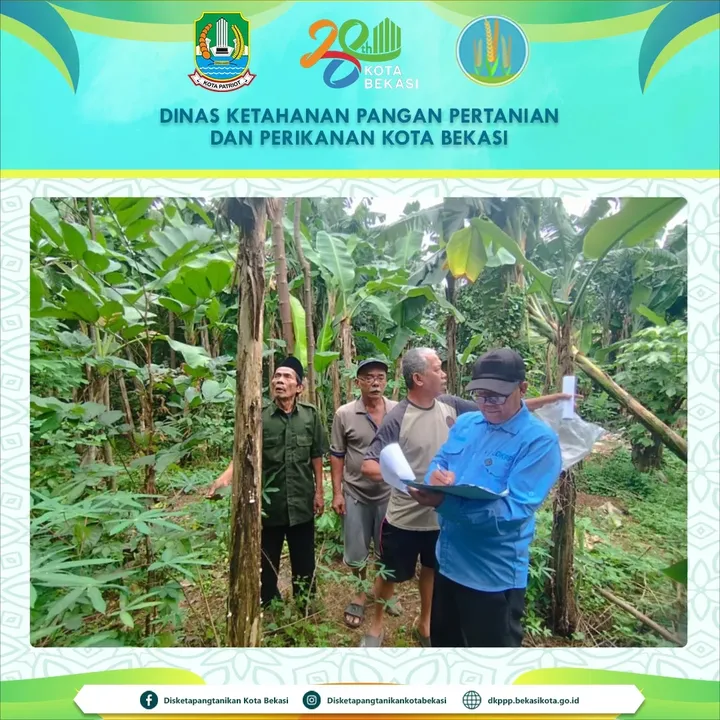 KOTA PATRIOT
28th
KOTA
BEKASI
DINAS KETAHANAN PANGAN PERTANIAN
DAN PERIKANAN KOTA BEKASI
Disketapangtanikan Kota Bekasi
Disketapangtanikankotabekasi
dkppp.bekasikota.go.id